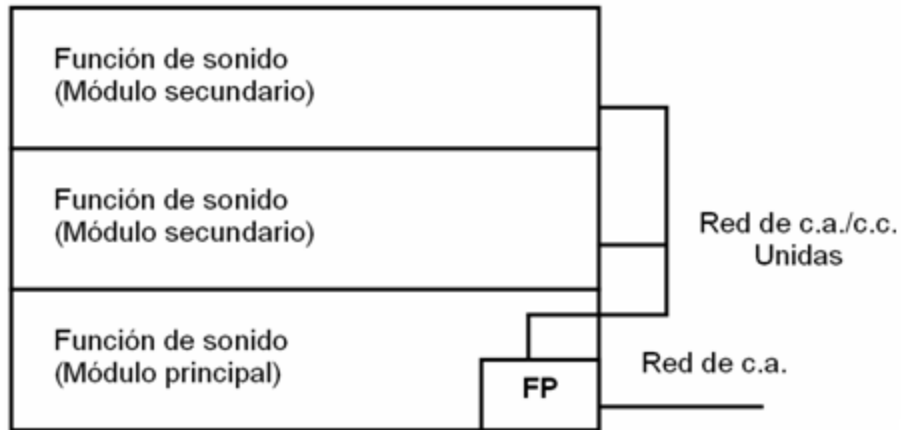 Función de sonido
(Módulo secundario)
Función de sonido
(Módulo secundario)
Red de c.a./c.c.
Unidas
Función de sonido
(Módulo principal)
FP
Red de c.a.